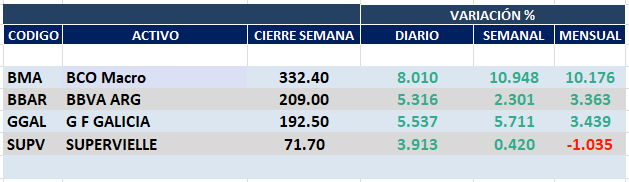 VARIACIÓN %
CODIGO ACTIVO CIERRE SEMANA DIARIO SEMANAL MENSUAL
BMA BCO Macro 332.40 8.010 10.948 10.176
BBAR BBVA ARG 209.00 5.316 2.301 3.363
GGAL G F GALICIA 192.50 5.537 5.711 3.439
SUPV SUPERVIELLE 71.70 3.913 0.420 -1.035